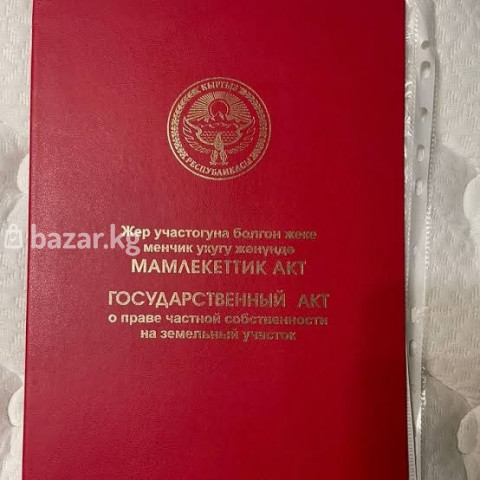 КЫРГЫЗ
РЕСПУБЛИКАСЫ
Жер участогуна болгон жеке
менчик укугу жөнүндө
МАМЛЕКЕТТИК АКТ
bazar.kg
ГОСУДАРСТВЕННЫЙ АКТ
о праве частной собственности
на земельный участок